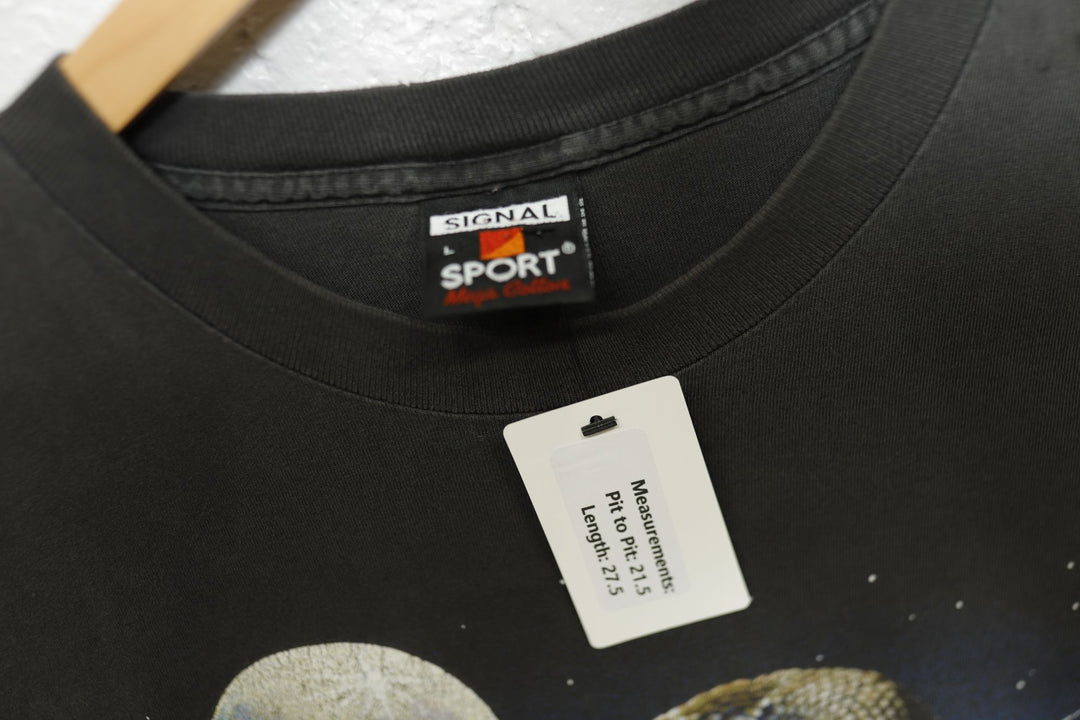 SIGNAL
L
SPORT®
Mega Cotton
Measurements:
Pit to Pit: 21.5
Length: 27.5